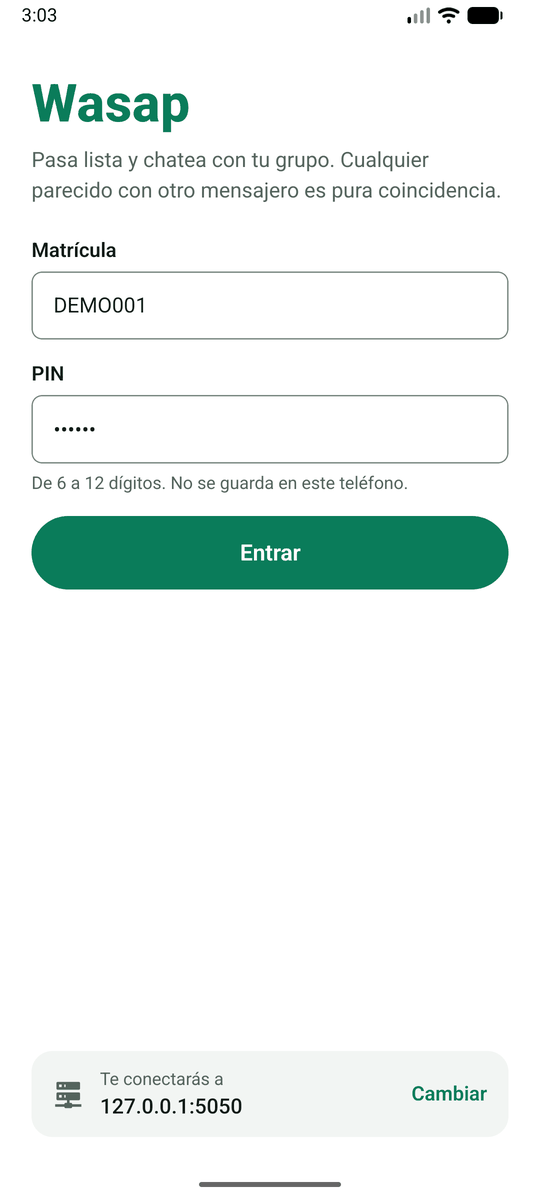 3:03
Wasap
Pasa lista y chatea con tu grupo. Cualquier
parecido con otro mensajero es pura coincidencia.
Matrícula
DEMO001
PIN
••••••
De 6 a 12 dígitos. No se guarda en este teléfono.
Entrar
Te conectarás a
127.0.0.1:5050
Cambiar